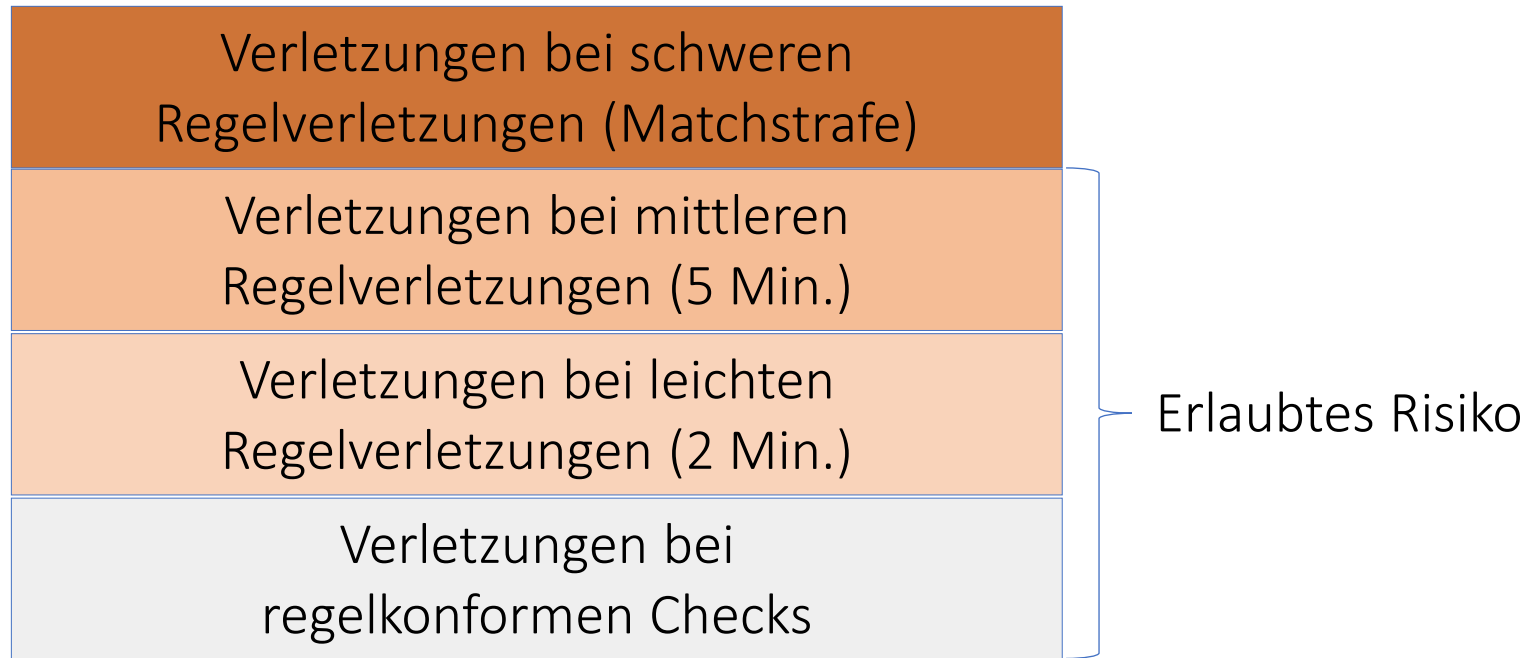 Verletzungen bei schweren
Regelverletzungen (Matchstrafe)
Verletzungen bei mittleren
Regelverletzungen (5 Min.)
Verletzungen bei leichten
Regelverletzungen (2 Min.)
Erlaubtes Risiko
Verletzungen bei
regelkonformen Checks